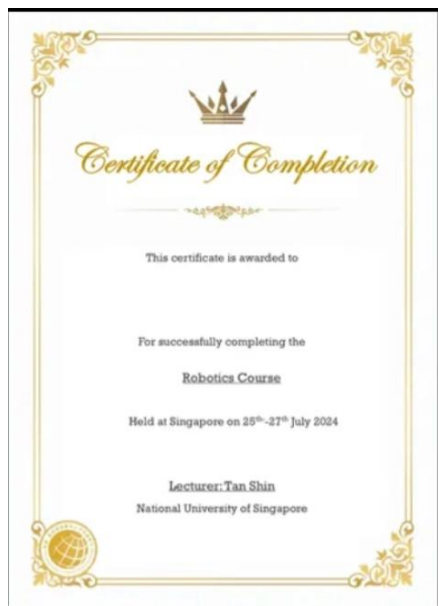 Certificate of Completion
This certificate is awarded to
For successfully completing the
Robotics Course
Held at Singapore on 25th-27th July 2024
Lecturer: Tan Shin
National University of Singapore